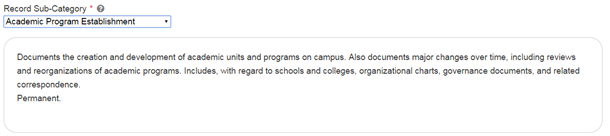 Record Sub-Category *
Academic Program Establishment
Documents the creation and development of academic units and programs on campus. Also documents major changes over time, including reviews
and reorganizations of academic programs. Includes, with regard to schools and colleges, organizational charts, governance documents, and related
correspondence.
Permanent.